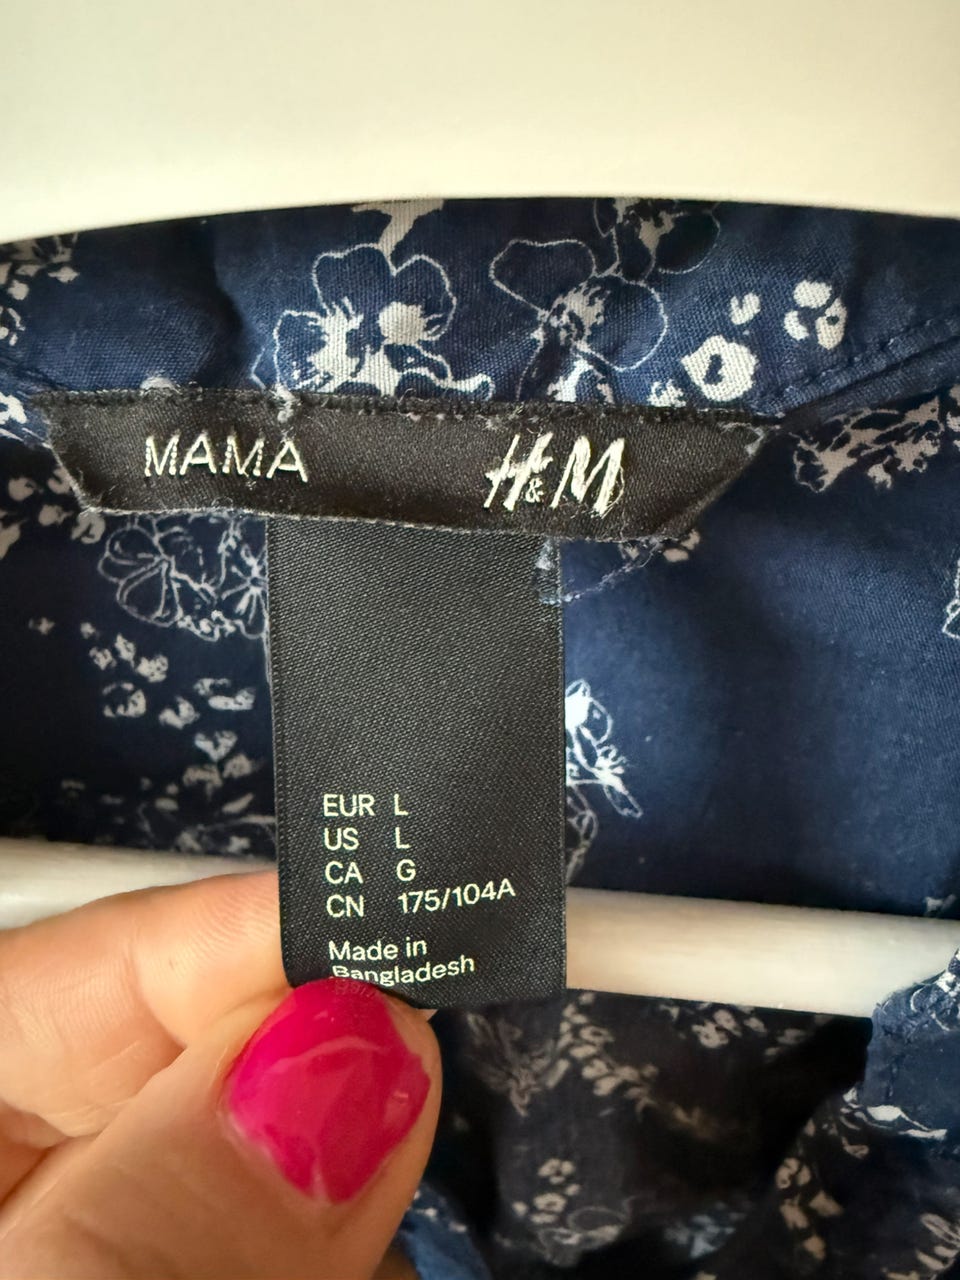 MAMA H&M
EUR L
US L
CA G
CN 175/104A
Made in
Bangladesh